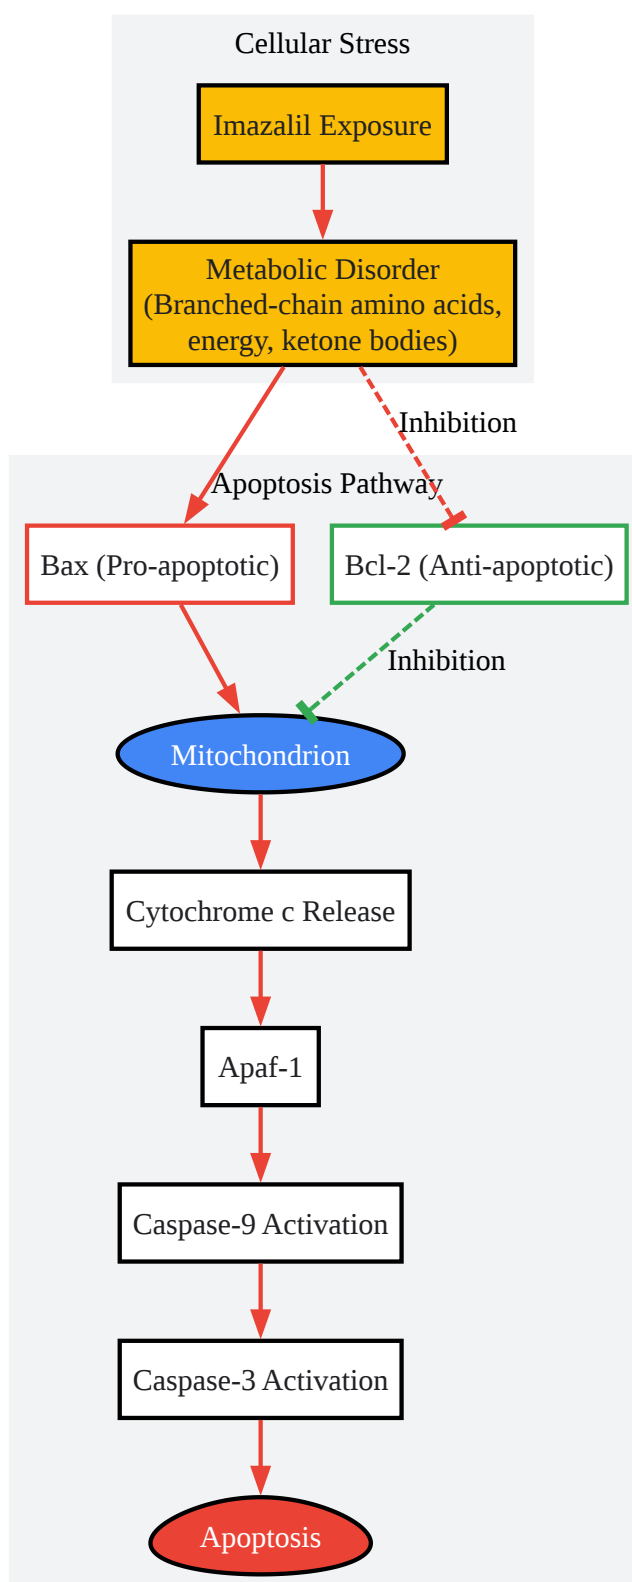 Cellular Stress
Imazalil Exposure
Metabolic Disorder
(Branched-chain amino acids,
energy, ketone bodies)
Inhibition
Apoptosis Pathway
Bax (Pro-apoptotic)
Bcl-2 (Anti-apoptotic)
Inhibition
Mitochondrion
Cytochrome c Release
Apaf-1
Caspase-9 Activation
Caspase-3 Activation
Apoptosis